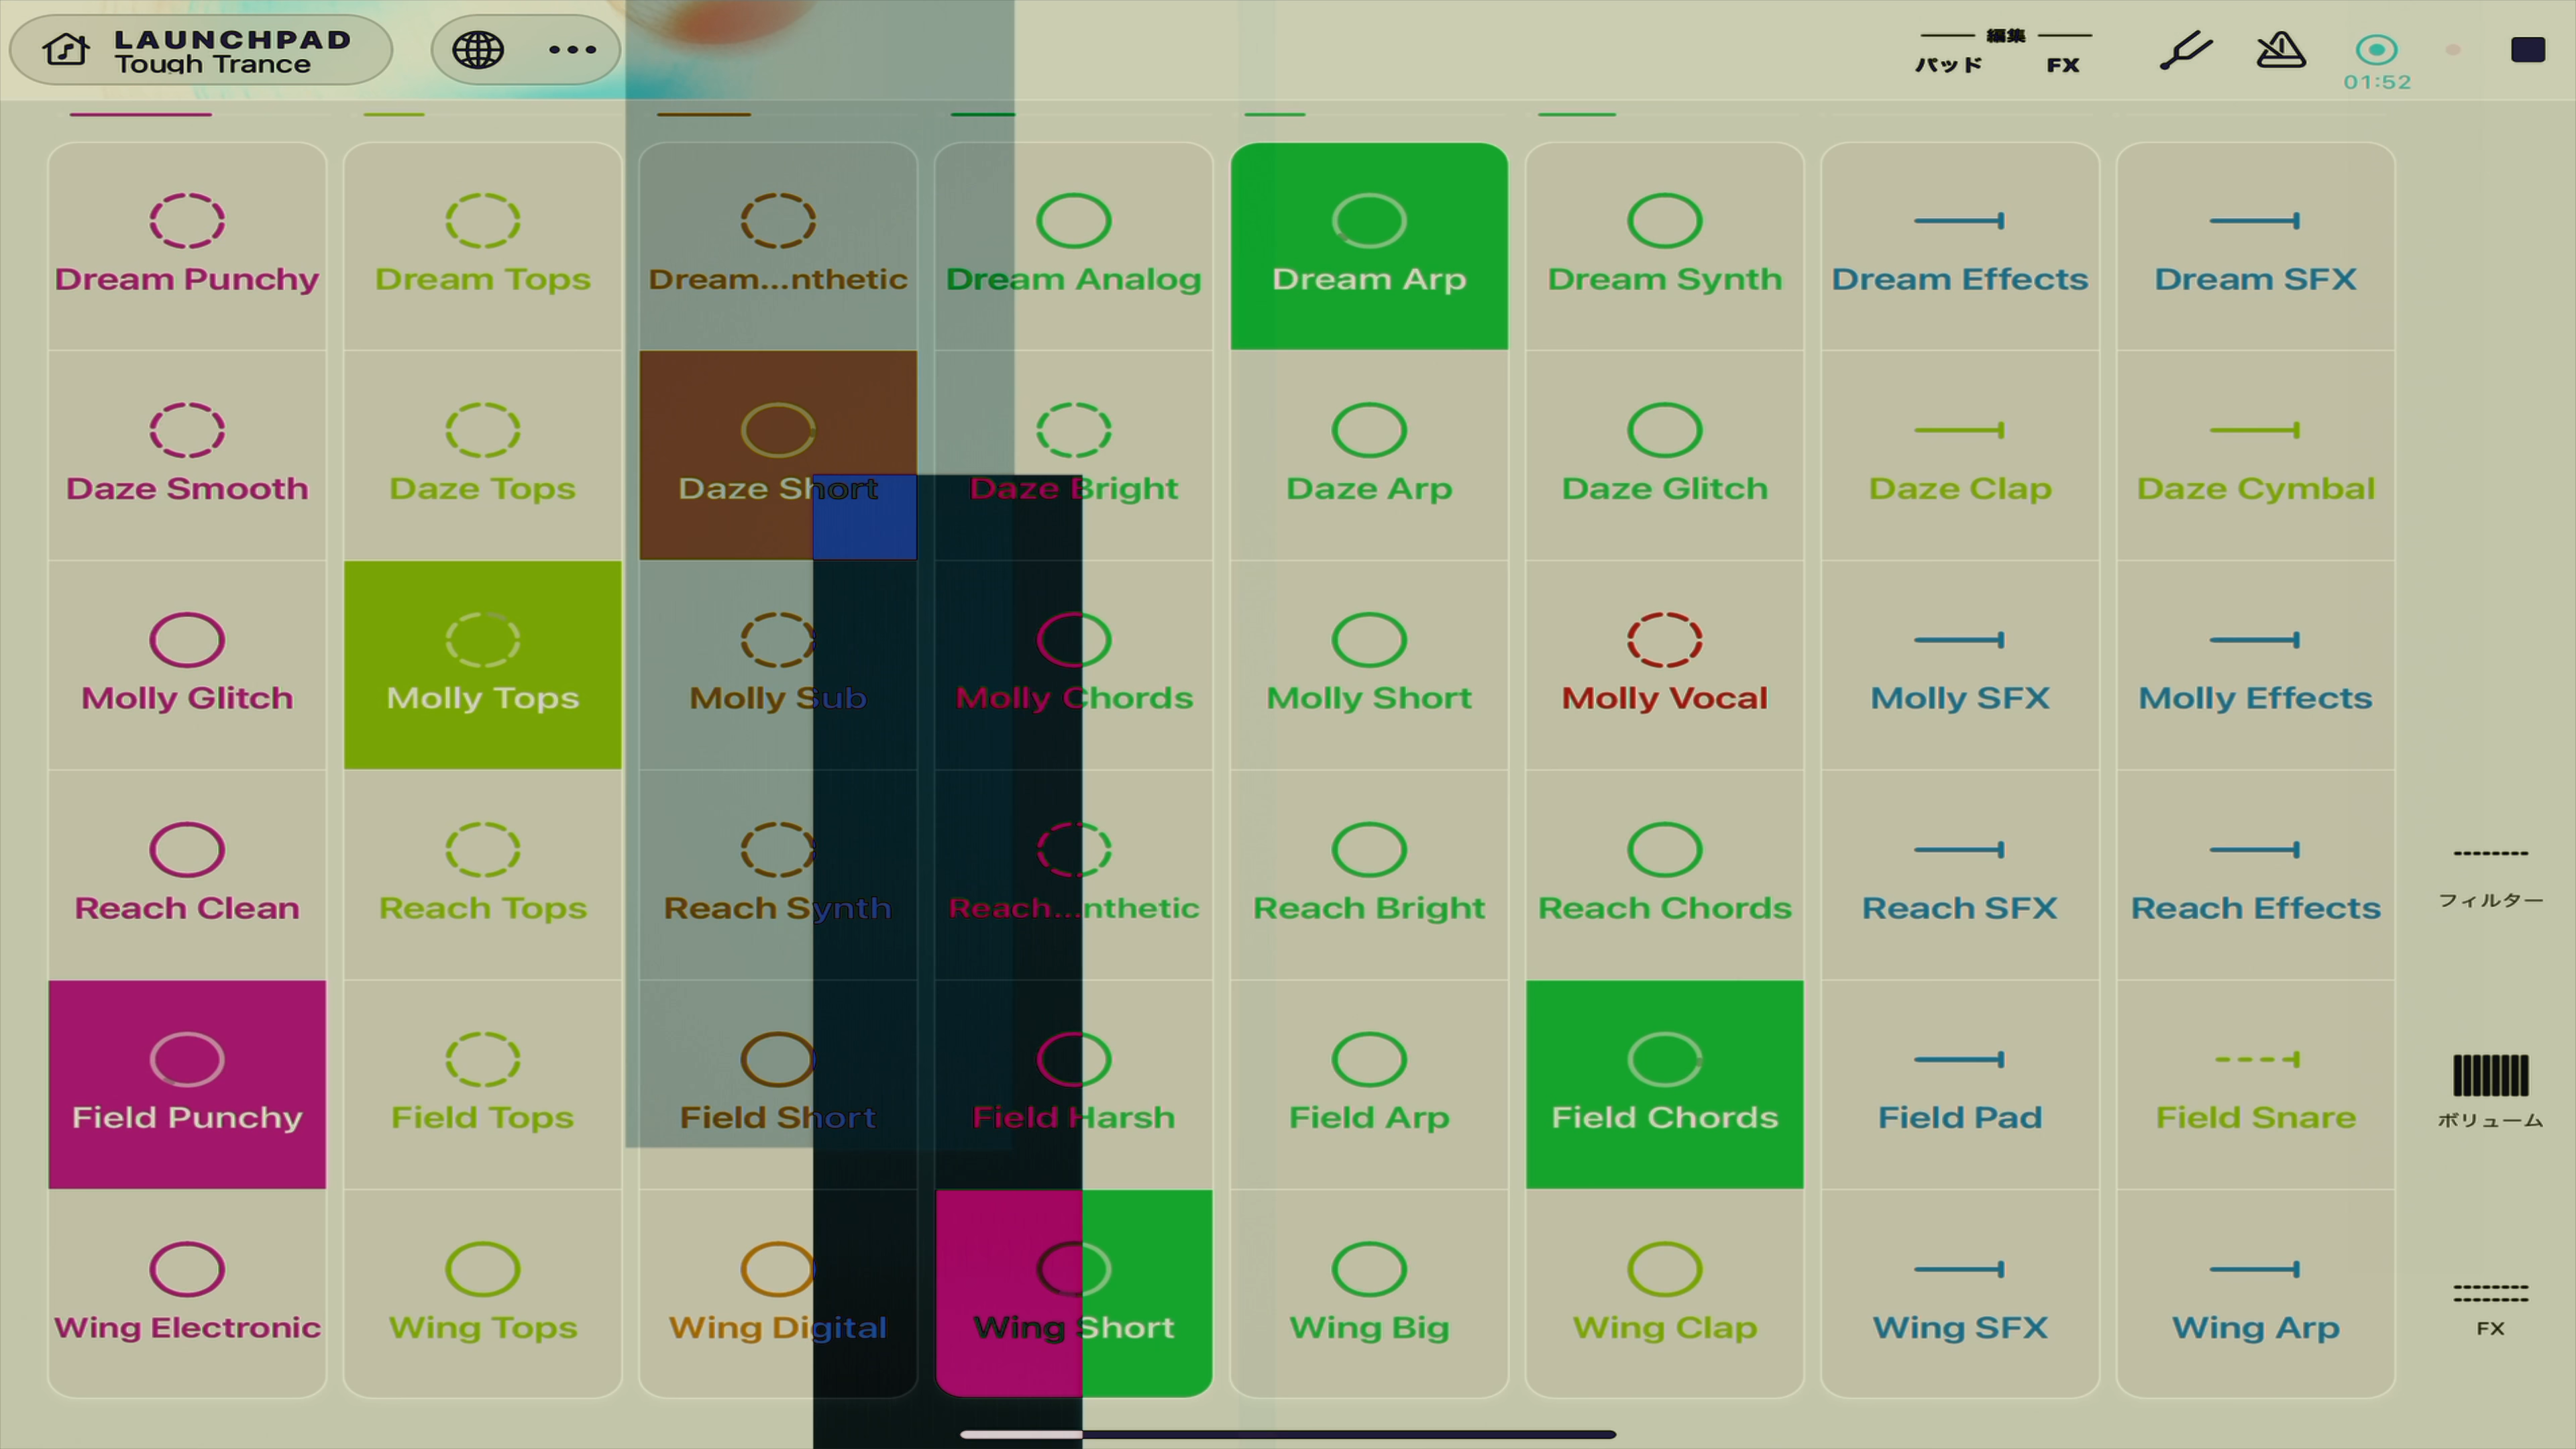 LAUNCHPAD
Tough Trance
編集
パッド FX
01:52
Dream Punchy Dream Tops Dream...nthetic Dream Analog Dream Arp Dream Synth Dream Effects Dream SFX
Daze Smooth Daze Tops Daze Short Daze Bright Daze Arp Daze Glitch Daze Clap Daze Cymbal
Molly Glitch Molly Tops Molly Sub Molly Chords Molly Short Molly Vocal Molly SFX Molly Effects
Reach Clean Reach Tops Reach Synth Reach...nthetic Reach Bright Reach Chords Reach SFX Reach Effects
フィルター
Field Punchy Field Tops Field Short Field Harsh Field Arp Field Chords Field Pad Field Snare
ボリューム
Wing Electronic Wing Tops Wing Digital Wing Short Wing Big Wing Clap Wing SFX Wing Arp
FX